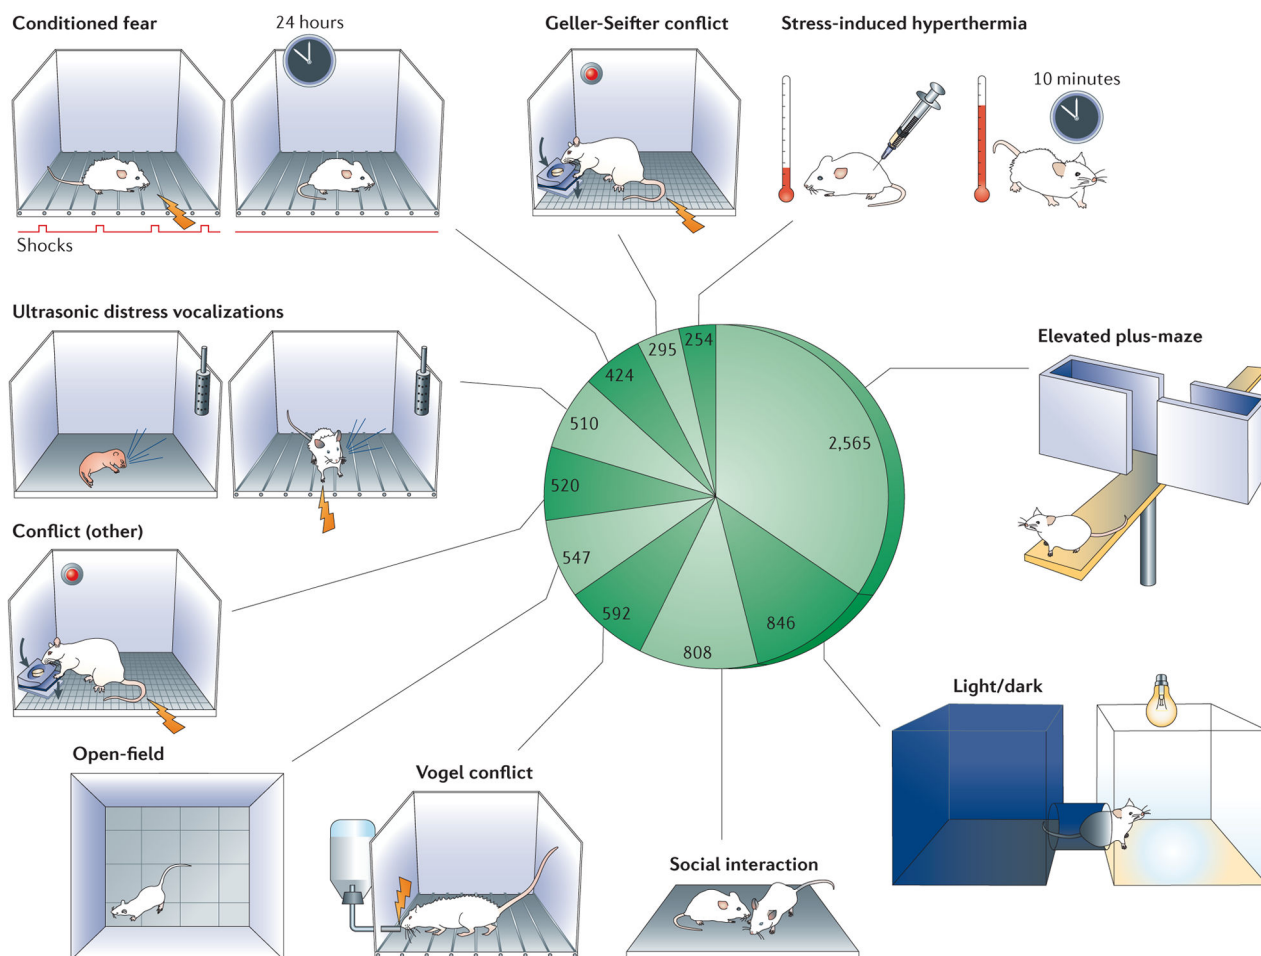 Conditioned fear
24 hours
Geller-Seifter conflict
Stress-induced hyperthermia
10 minutes
Shocks
Ultrasonic distress vocalizations
Elevated plus-maze
254
295
424
2,565
510
520
Conflict (other)
547
592
846
808
Light/dark
Open-field
Vogel conflict
Social interaction